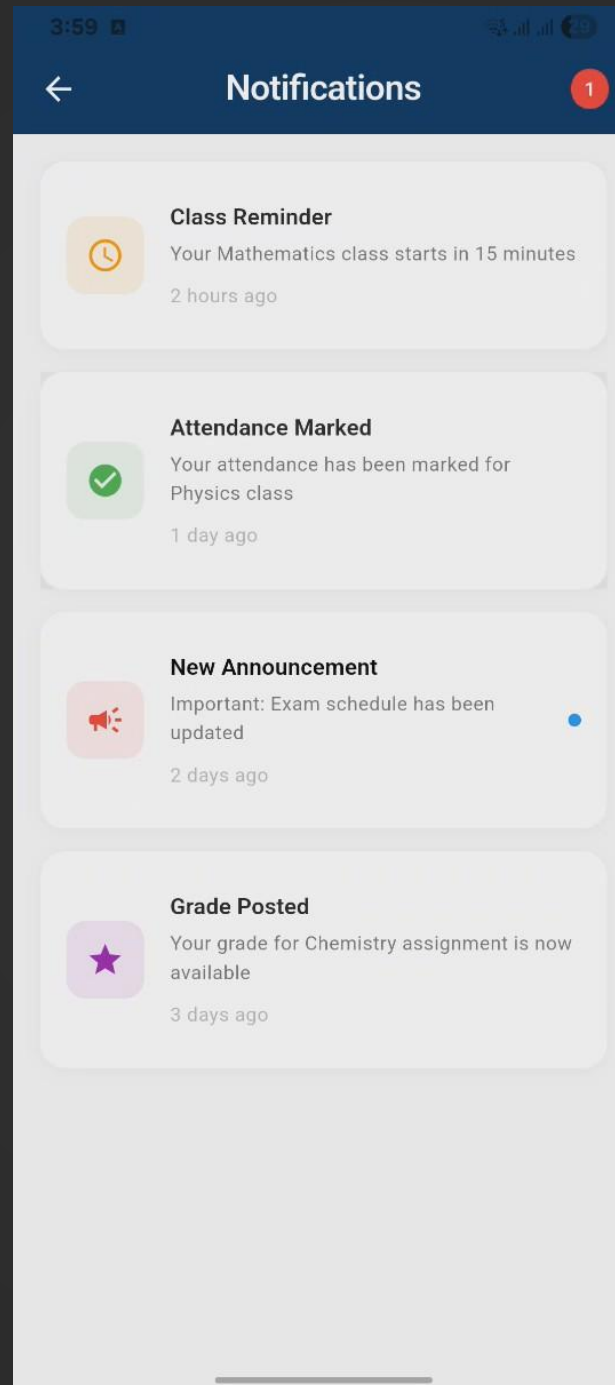 3:59 A
Notifications
1
Class Reminder
Your Mathematics class starts in 15 minutes
2 hours ago
Attendance Marked
Your attendance has been marked for
Physics class
1 day ago
New Announcement
Important: Exam schedule has been
updated
2 days ago
Grade Posted
Your grade for Chemistry assignment is now
available
3 days ago